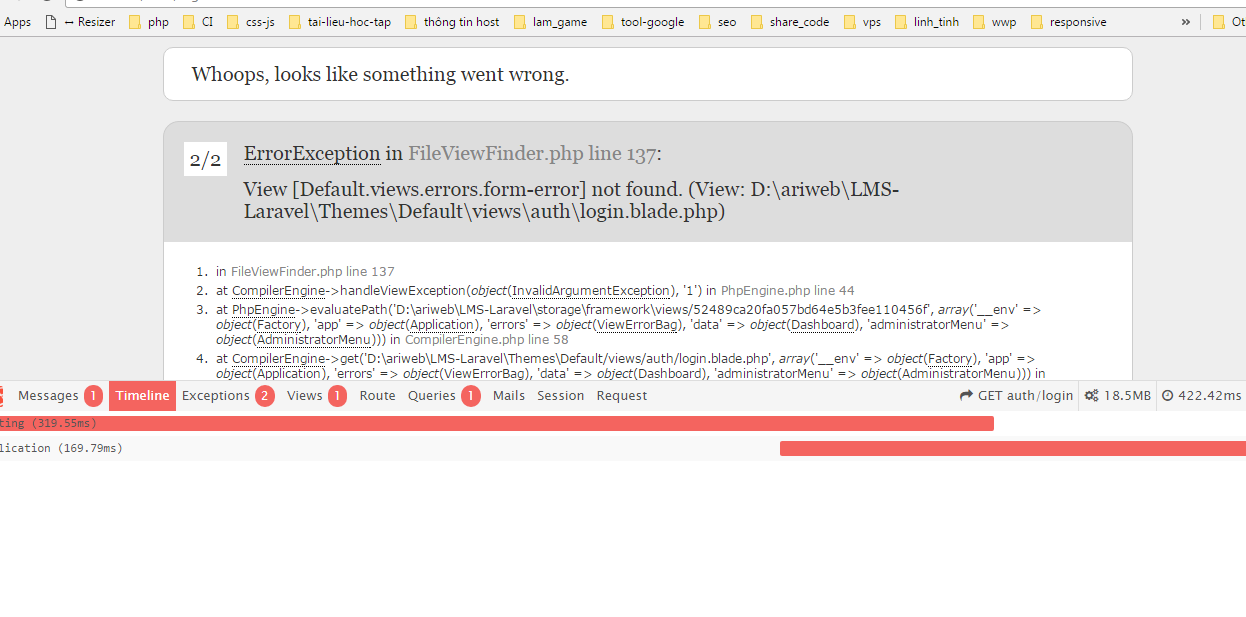 Apps ↔ Resizer php CI css-js tai-lieu-hoc-tap thông tin host lam_game tool-google seo share_code vps linh_tinh wwp responsive » Ot
Whoops, looks like something went wrong.
2/2 ErrorException in FileViewFinder.php line 137:
View [Default.views.errors.form-error] not found. (View: D:\ariweb\LMS-
Laravel\Themes\Default\views\auth\login.blade.php)
1. in FileViewFinder.php line 137
2. at CompilerEngine->handleViewException(object(InvalidArgumentException), '1') in PhpEngine.php line 44
3. at PhpEngine->evaluatePath('D:\ariweb\LMS-Laravel\storage\framework\views/52489ca20fa057bd64e5b3fee110456f', array('__env' =>
object(Factory), 'app' => object(Application), 'errors' => object(ViewErrorBag), 'data' => object(Dashboard), 'administratorMenu' =>
object(AdministratorMenu))) in CompilerEngine.php line 58
4. at CompilerEngine->get('D:\ariweb\LMS-Laravel\Themes\Default/views/auth/login.blade.php', array('__env' => object(Factory), 'app' =>
object(Application), 'errors' => object(ViewErrorBag), 'data' => object(Dashboard), 'administratorMenu' => object(AdministratorMenu))) in
Messages 1 Timeline Exceptions 2 Views 1 Route Queries 1 Mails Session Request GET auth/login 18.5MB 422.42ms
ting (319.55ms)
lication (169.79ms)